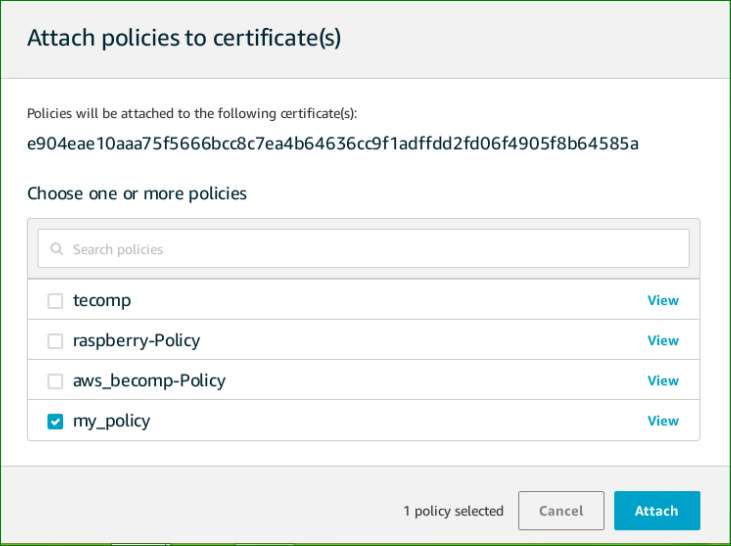 Attach policies to certificate(s)
Policies will be attached to the following certificate(s):
e904eae10aaa75f5666bcc8c7ea4b64636cc9f1adffdd2fd06f4905f8b64585a
Choose one or more policies
Search policies
tecomp View
raspberry-Policy View
aws_becomp-Policy View
my_policy View
1 policy selected Cancel Attach